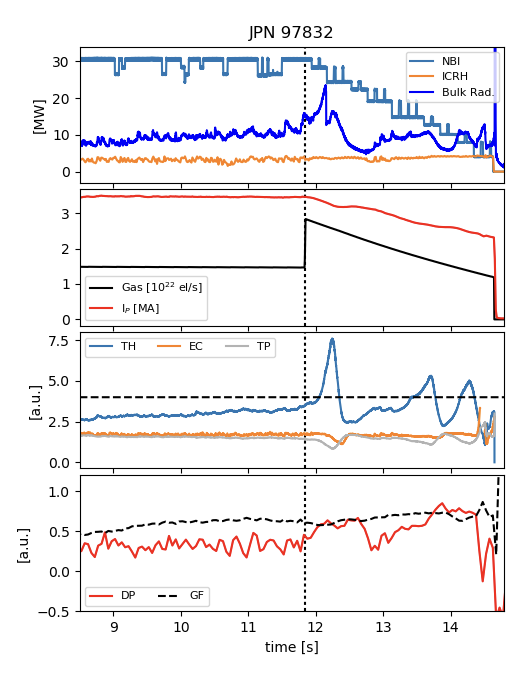 JPN 97832
30
20
10
0
[MW]
NBI
ICRH
Bulk Rad.
3
2
1
0
Gas [10²² el/s]
I_P [MA]
7.5
5.0
2.5
0.0
[a.u.]
TH EC TP
1.0
0.5
0.0
−0.5
[a.u.]
DP GF
9 10 11 12 13 14
time [s]